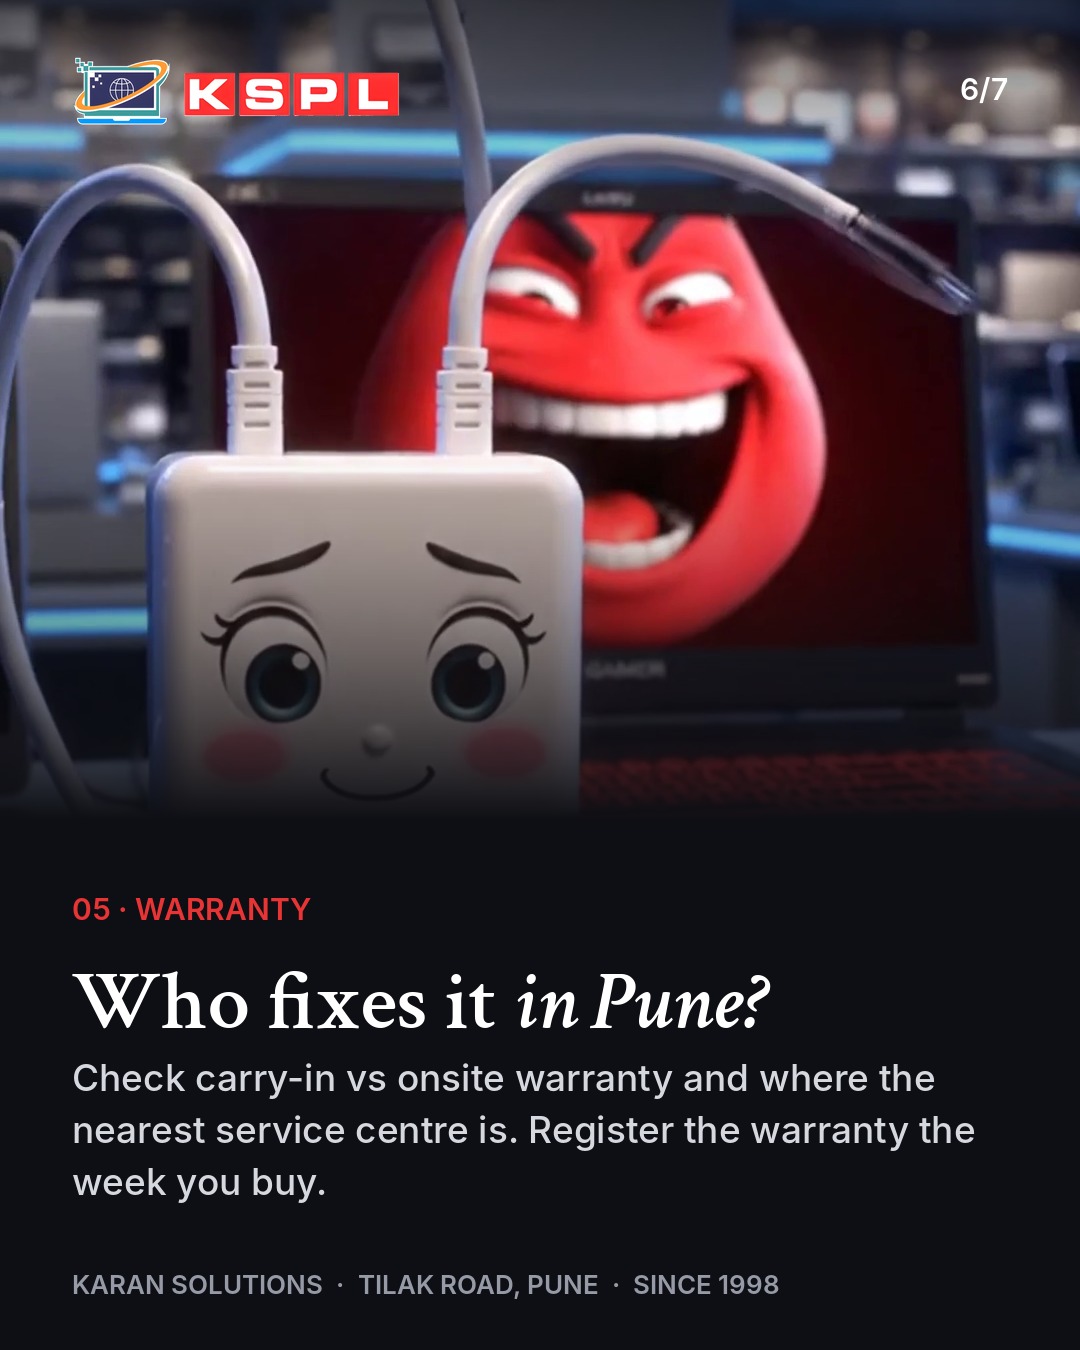 KSPL
6/7
GAMER
05 · WARRANTY
Who fixes it in Pune?
Check carry-in vs onsite warranty and where the
nearest service centre is. Register the warranty the
week you buy.
KARAN SOLUTIONS · TILAK ROAD, PUNE · SINCE 1998